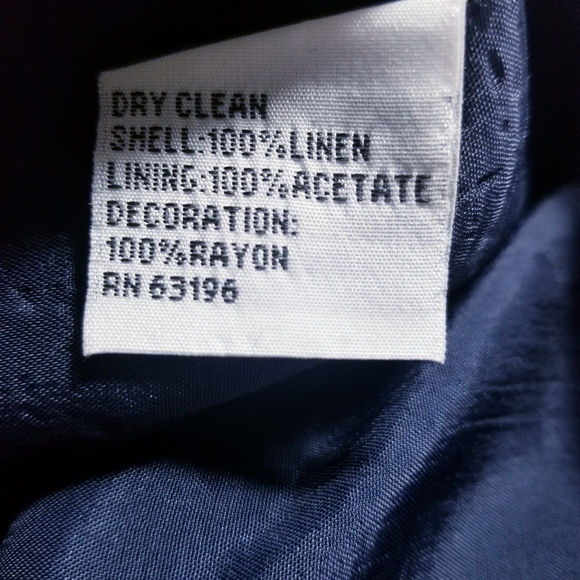 DRY CLEAN
SHELL:100%LINEN
LINING:100%ACETATE
DECORATION:
100%RAYON
RN 63196